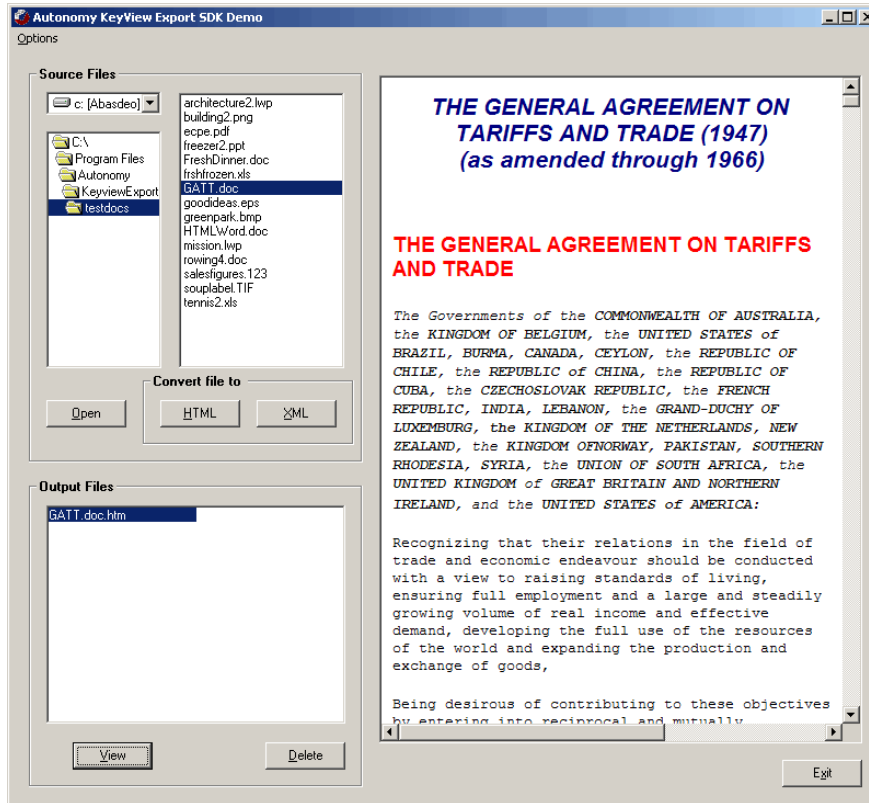 Autonomy KeyView Export SDK Demo
Options
Source Files
c: [Abasdeo]
C:\
Program Files
Autonomy
KeyviewExport
testdocs
architecture2.lwp
building2.png
ecpe.pdf
freezer2.ppt
FreshDinner.doc
frshfrozen.xls
GATT.doc
goodideas.eps
greenpark.bmp
HTMLWord.doc
mission.lwp
rowing4.doc
salesfigures.123
souplabel.TIF
tennis2.xls
Convert file to
Open
HTML
XML
Output Files
GATT.doc.htm
View
Delete
THE GENERAL AGREEMENT ON
TARIFFS AND TRADE (1947)
(as amended through 1966)
THE GENERAL AGREEMENT ON TARIFFS
AND TRADE
The Governments of the COMMONWEALTH OF AUSTRALIA,
the KINGDOM OF BELGIUM, the UNITED STATES of
BRAZIL, BURMA, CANADA, CEYLON, the REPUBLIC OF
CHILE, the REPUBLIC of CHINA, the REPUBLIC OF
CUBA, the CZECHOSLOVAK REPUBLIC, the FRENCH
REPUBLIC, INDIA, LEBANON, the GRAND-DUCHY OF
LUXEMBURG, the KINGDOM OF THE NETHERLANDS, NEW
ZEALAND, the KINGDOM OFNORWAY, PAKISTAN, SOUTHERN
RHODESIA, SYRIA, the UNION OF SOUTH AFRICA, the
UNITED KINGDOM of GREAT BRITAIN AND NORTHERN
IRELAND, and the UNITED STATES of AMERICA:
Recognizing that their relations in the field of
trade and economic endeavour should be conducted
with a view to raising standards of living,
ensuring full employment and a large and steadily
growing volume of real income and effective
demand, developing the full use of the resources
of the world and expanding the production and
exchange of goods,
Being desirous of contributing to these objectives
by entering into reciprocal and mutually
Exit